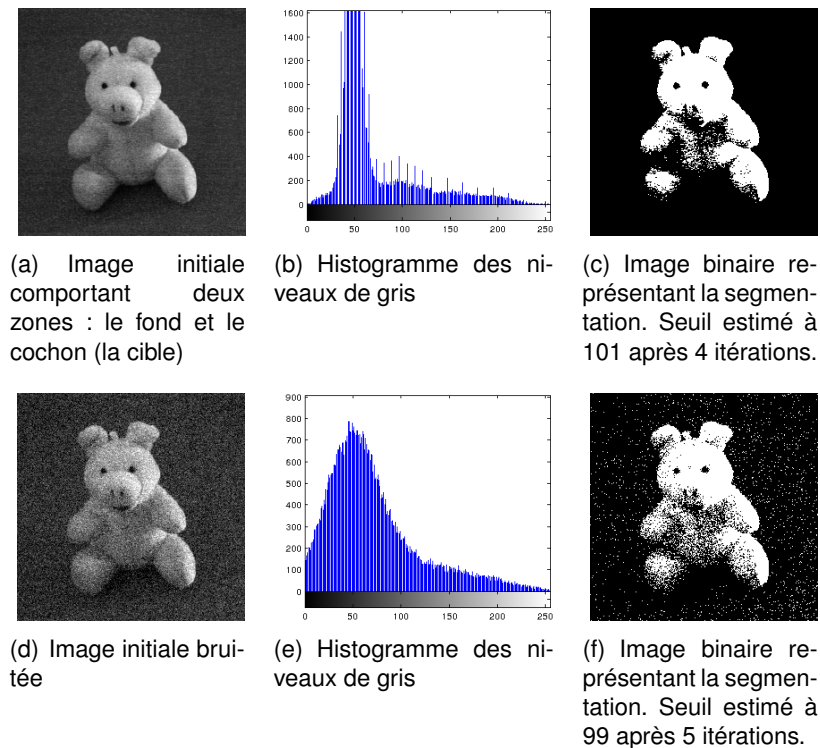 1600
1400
1200
1000
800
600
400
200
0
0 50 100 150 200 250
(a) Image initiale
comportant deux
zones : le fond et le
cochon (la cible)
(b) Histogramme des ni-
veaux de gris
(c) Image binaire re-
présentant la segmen-
tation. Seuil estimé à
101 après 4 itérations.
900
800
700
600
500
400
300
200
100
0
0 50 100 150 200 250
(d) Image initiale brui-
tée
(e) Histogramme des ni-
veaux de gris
(f) Image binaire re-
présentant la segmen-
tation. Seuil estimé à
99 après 5 itérations.